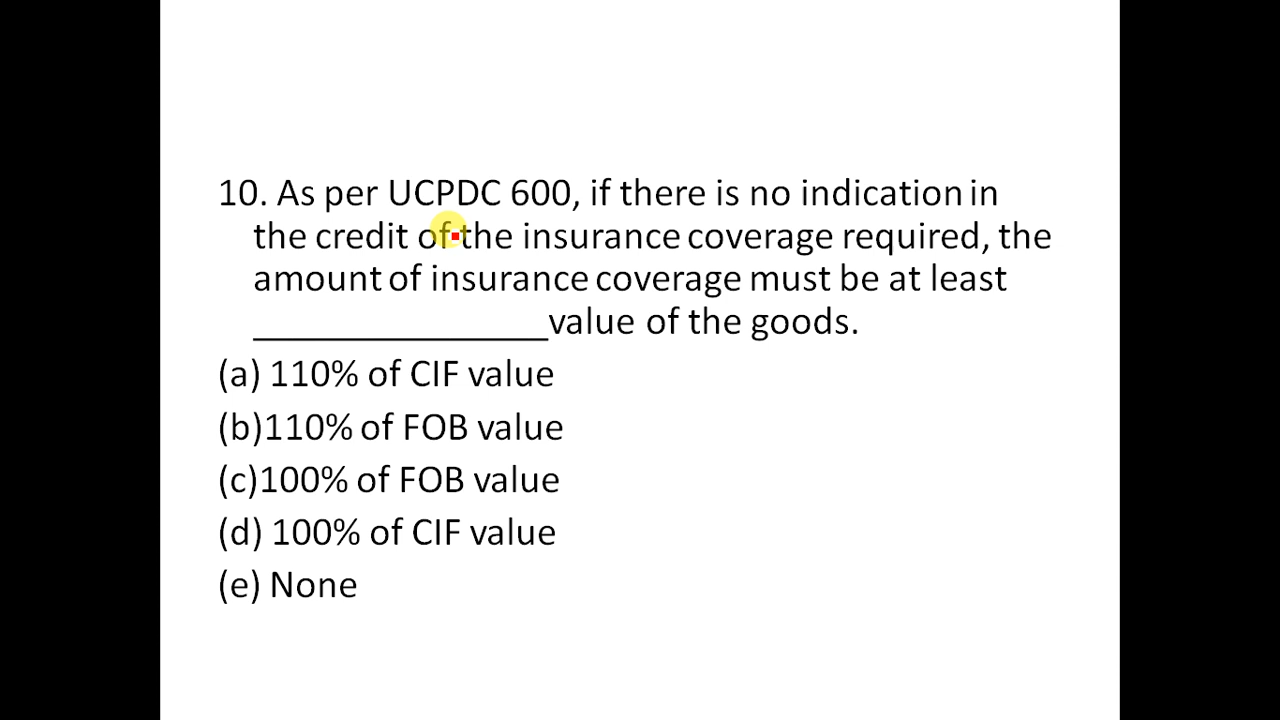 10. As per UCPDC 600, if there is no indication in
the credit of the insurance coverage required, the
amount of insurance coverage must be at least
_______________value of the goods.
(a) 110% of CIF value
(b)110% of FOB value
(c)100% of FOB value
(d) 100% of CIF value
(e) None